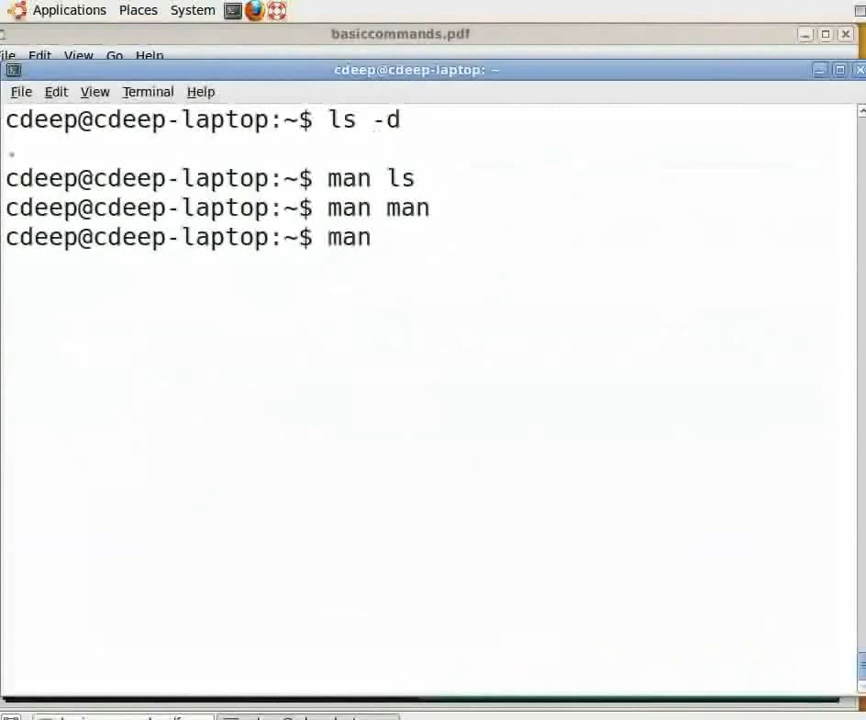 Applications Places System
basiccommands.pdf
File Edit View Go Help
cdeep@cdeep-laptop: ~
File Edit View Terminal Help
cdeep@cdeep-laptop:~$ ls -d
.
cdeep@cdeep-laptop:~$ man ls
cdeep@cdeep-laptop:~$ man man
cdeep@cdeep-laptop:~$ man